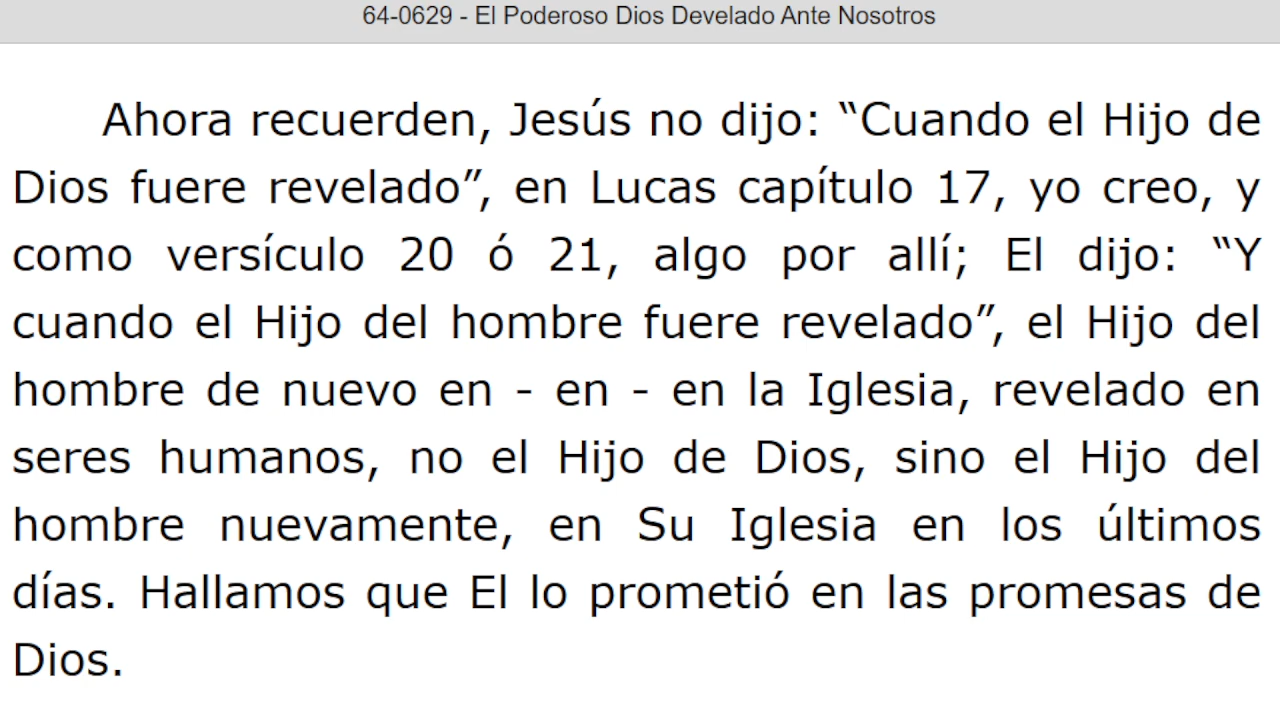 64-0629 - El Poderoso Dios Develado Ante Nosotros
Ahora recuerden, Jesús no dijo: “Cuando el Hijo de
Dios fuere revelado”, en Lucas capítulo 17, yo creo, y
como versículo 20 ó 21, algo por allí; El dijo: “Y
cuando el Hijo del hombre fuere revelado”, el Hijo del
hombre de nuevo en - en - en la Iglesia, revelado en
seres humanos, no el Hijo de Dios, sino el Hijo del
hombre nuevamente, en Su Iglesia en los últimos
días. Hallamos que El lo prometió en las promesas de
Dios.